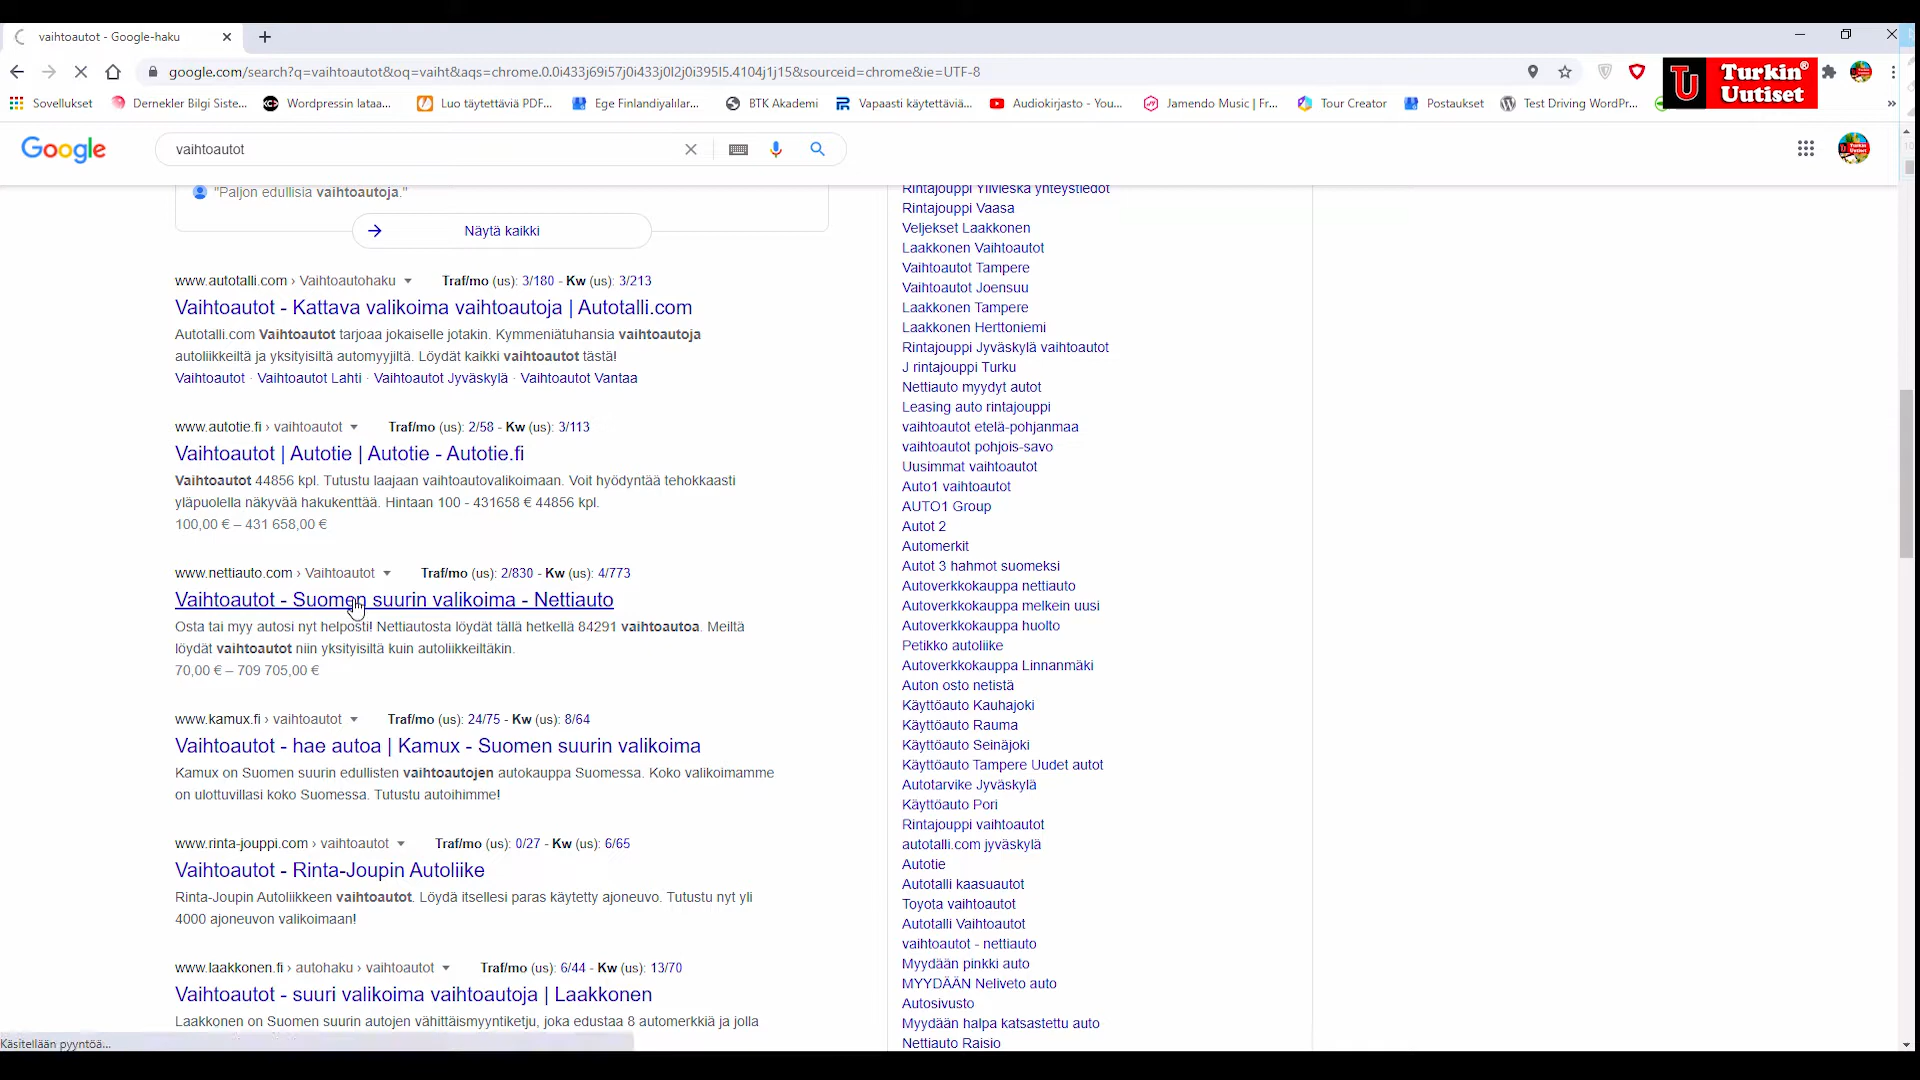 vaihtoautot - Google-haku
google.com/search?q=vaihtoautot&oq=vaiht&aqs=chrome.0.0i433j69i57j0i433j0l2j0i395l5.4104j1j15&sourceid=chrome&ie=UTF-8
Turkin® Uutiset
Sovellukset Dernekler Bilgi Siste... Wordpressin lataa... Luo täytettäviä PDF... Ege Finlandiyalılar... BTK Akademi Vapaasti käytettäviä... Audiokirjasto - You... Jamendo Music | Fr... Tour Creator Postaukset Test Driving WordPr... »
Google
vaihtoautot
"Paljon edullisia vaihtoautoja."
Näytä kaikki
www.autotalli.com › Vaihtoautohaku Traf/mo (us): 3/180 - Kw (us): 3/213
Vaihtoautot - Kattava valikoima vaihtoautoja | Autotalli.com
Autotalli.com Vaihtoautot tarjoaa jokaiselle jotakin. Kymmeniätuhansia vaihtoautoja
autoliikkeiltä ja yksityisiltä automyyjiltä. Löydät kaikki vaihtoautot tästä!
Vaihtoautot · Vaihtoautot Lahti · Vaihtoautot Jyväskylä · Vaihtoautot Vantaa
www.autotie.fi › vaihtoautot Traf/mo (us): 2/58 - Kw (us): 3/113
Vaihtoautot | Autotie | Autotie - Autotie.fi
Vaihtoautot 44856 kpl. Tutustu laajaan vaihtoautovalikoimaan. Voit hyödyntää tehokkaasti
yläpuolella näkyvää hakukenttää. Hintaan 100 - 431658 € 44856 kpl.
100,00 € – 431 658,00 €
www.nettiauto.com › Vaihtoautot Traf/mo (us): 2/830 - Kw (us): 4/773
Vaihtoautot - Suomen suurin valikoima - Nettiauto
Osta tai myy autosi nyt helposti! Nettiautosta löydät tällä hetkellä 84291 vaihtoautoa. Meiltä
löydät vaihtoautot niin yksityisiltä kuin autoliikkeiltäkin.
70,00 € – 709 705,00 €
www.kamux.fi › vaihtoautot Traf/mo (us): 24/75 - Kw (us): 8/64
Vaihtoautot - hae autoa | Kamux - Suomen suurin valikoima
Kamux on Suomen suurin edullisten vaihtoautojen autokauppa Suomessa. Koko valikoimamme
on ulottuvillasi koko Suomessa. Tutustu autoihimme!
www.rinta-jouppi.com › vaihtoautot Traf/mo (us): 0/27 - Kw (us): 6/65
Vaihtoautot - Rinta-Joupin Autoliike
Rinta-Joupin Autoliikkeen vaihtoautot. Löydä itsellesi paras käytetty ajoneuvo. Tutustu nyt yli
4000 ajoneuvon valikoimaan!
www.laakkonen.fi › autohaku › vaihtoautot Traf/mo (us): 6/44 - Kw (us): 13/70
Vaihtoautot - suuri valikoima vaihtoautoja | Laakkonen
Laakkonen on Suomen suurin autojen vähittäismyyntiketju, joka edustaa 8 automerkkiä ja jolla
Käsitellään pyyntöä...
Rintajouppi Ylivieska yhteystiedot
Rintajouppi Vaasa
Veljekset Laakkonen
Laakkonen Vaihtoautot
Vaihtoautot Tampere
Vaihtoautot Joensuu
Laakkonen Tampere
Laakkonen Herttoniemi
Rintajouppi Jyväskylä vaihtoautot
J rintajouppi Turku
Nettiauto myydyt autot
Leasing auto rintajouppi
vaihtoautot etelä-pohjanmaa
vaihtoautot pohjois-savo
Uusimmat vaihtoautot
Auto1 vaihtoautot
AUTO1 Group
Autot 2
Automerkit
Autot 3 hahmot suomeksi
Autoverkkokauppa nettiauto
Autoverkkokauppa melkein uusi
Autoverkkokauppa huolto
Petikko autoliike
Autoverkkokauppa Linnanmäki
Auton osto netistä
Käyttöauto Kauhajoki
Käyttöauto Rauma
Käyttöauto Seinäjoki
Käyttöauto Tampere Uudet autot
Autotarvike Jyväskylä
Käyttöauto Pori
Rintajouppi vaihtoautot
autotalli.com jyväskylä
Autotie
Autotalli kaasuautot
Toyota vaihtoautot
Autotalli Vaihtoautot
vaihtoautot - nettiauto
Myydään pinkki auto
MYYDÄÄN Neliveto auto
Autosivusto
Myydään halpa katsastettu auto
Nettiauto Raisio